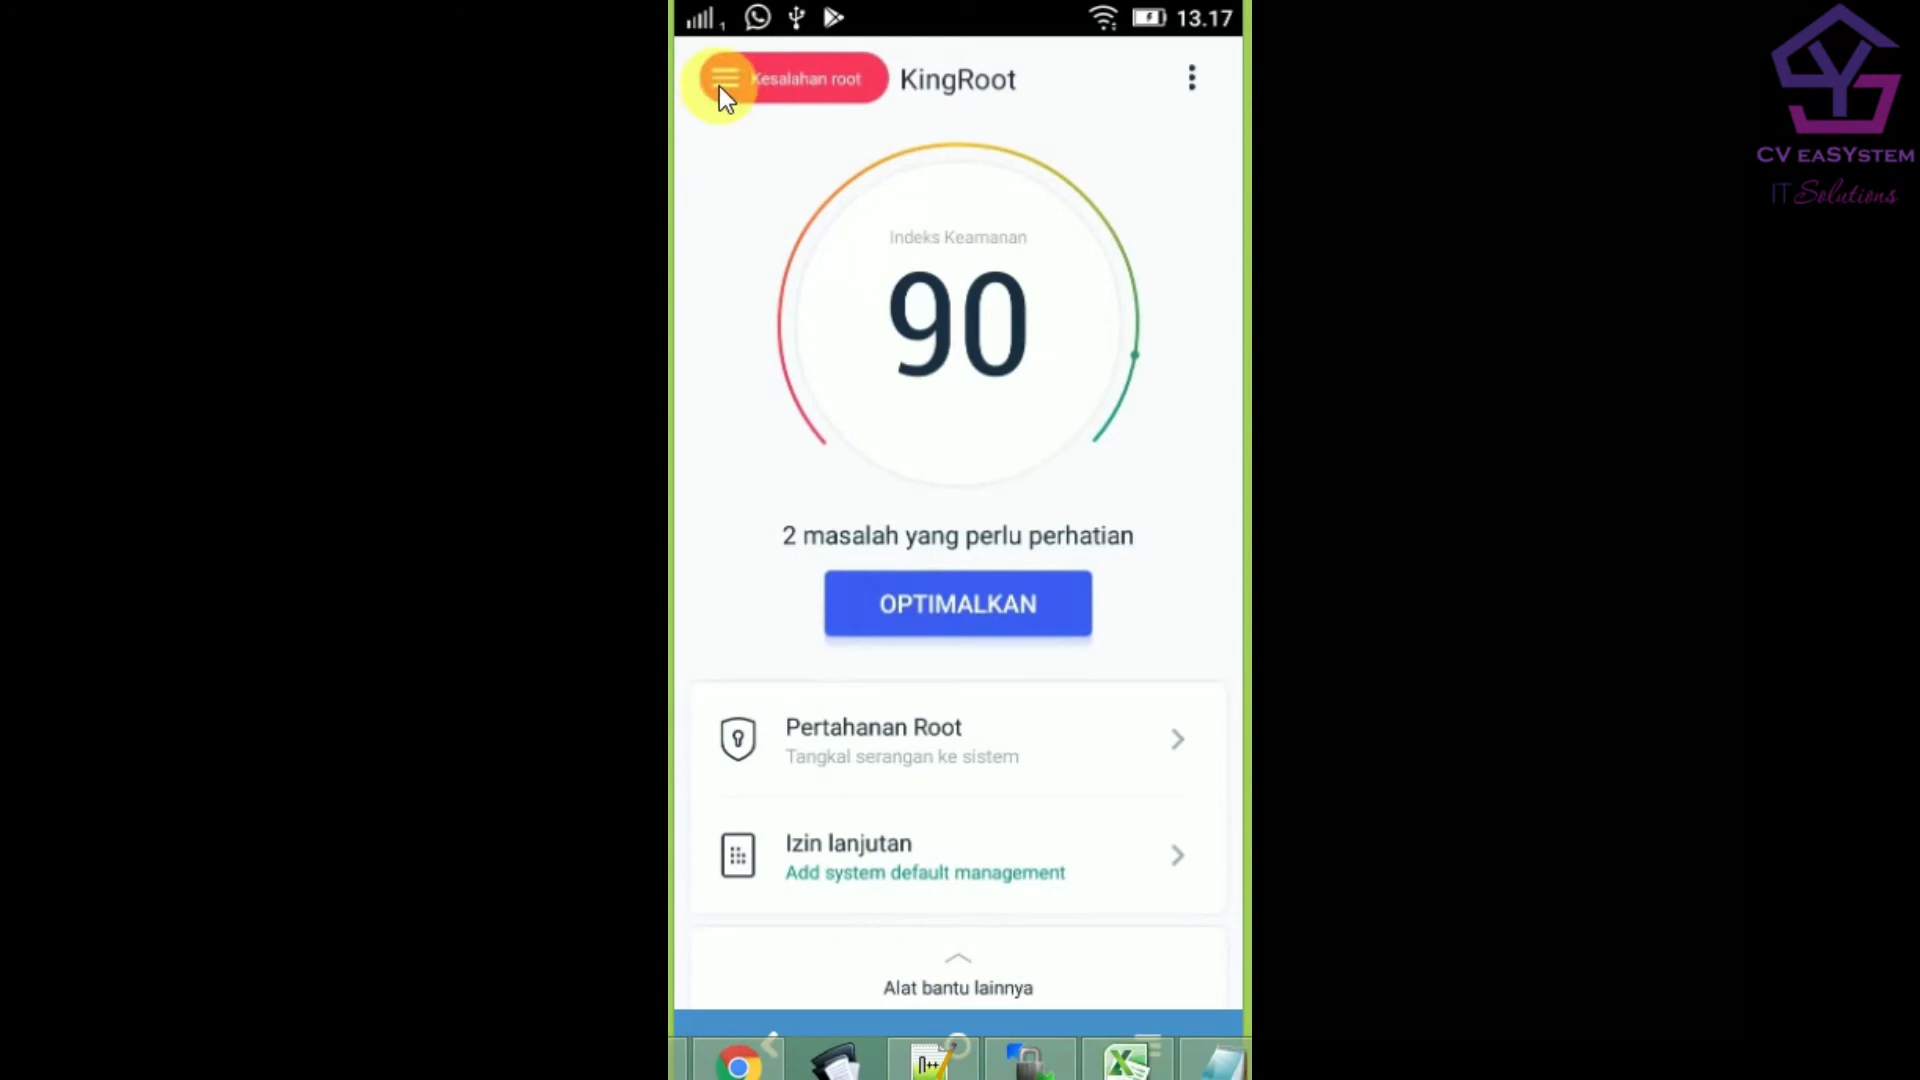 1
13.17
Kesalahan root
KingRoot
CV eaSYstem
IT Solutions
Indeks Keamanan
90
2 masalah yang perlu perhatian
OPTIMALKAN
Pertahanan Root
Tangkal serangan ke sistem
Izin lanjutan
Add system default management
Alat bantu lainnya